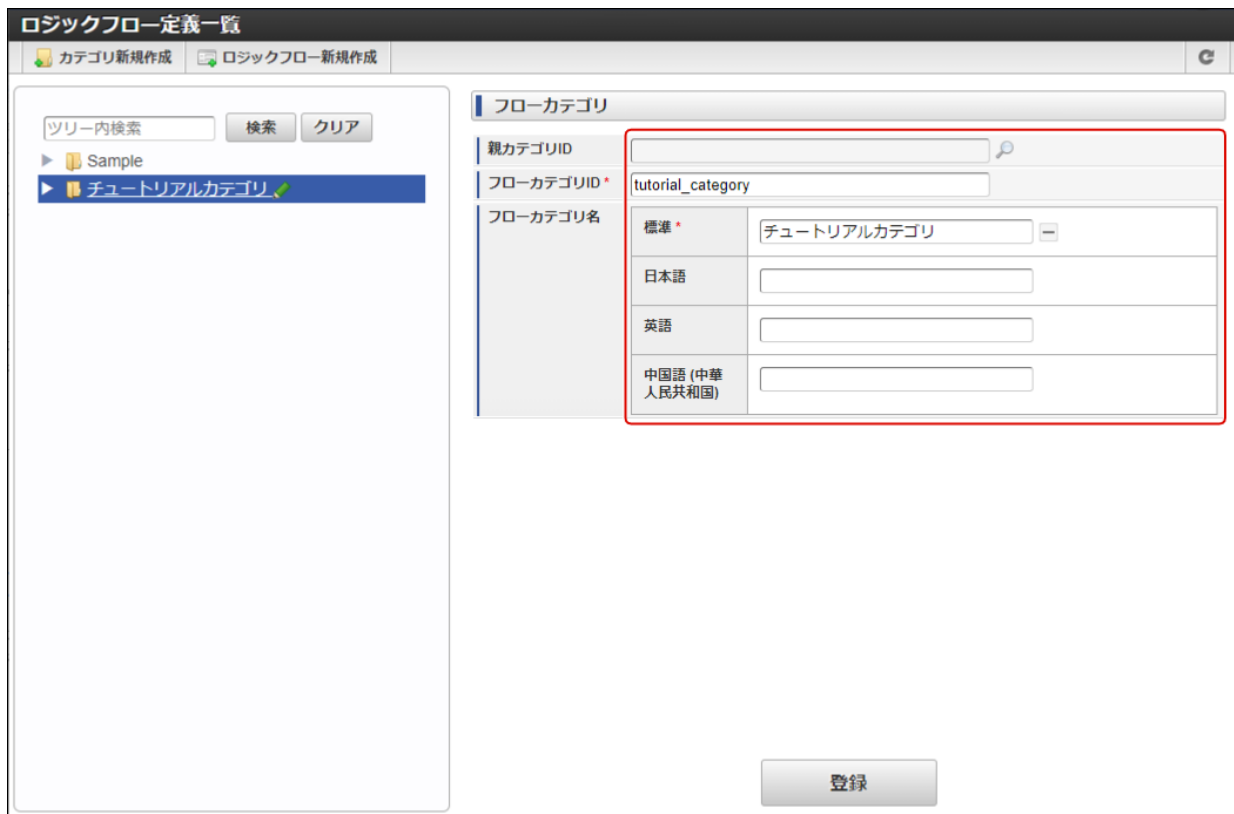 ロジックフロー定義一覧
カテゴリ新規作成
ロジックフロー新規作成
ツリー内検索
検索
クリア
Sample
チュートリアルカテゴリ
フローカテゴリ
親カテゴリID
フローカテゴリID *
tutorial_category
フローカテゴリ名
標準 *
チュートリアルカテゴリ
日本語
英語
中国語 (中華
人民共和国)
登録